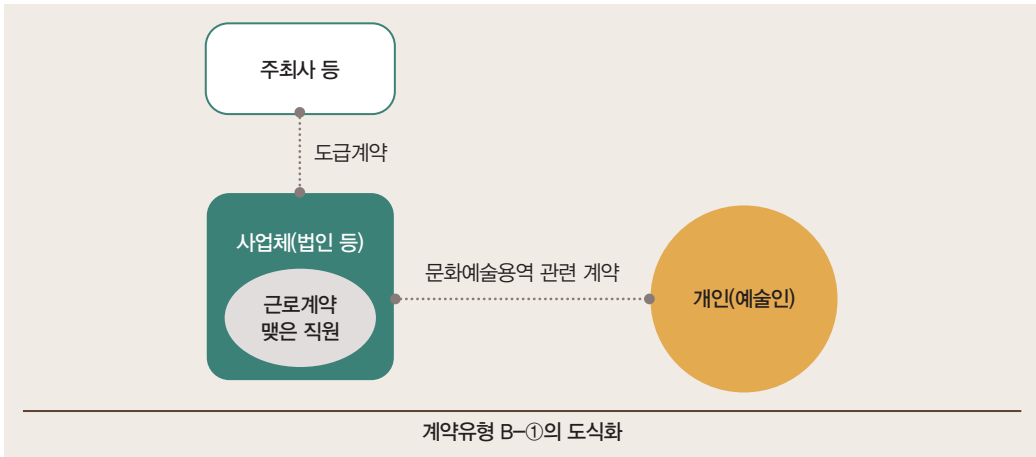 주최사 등
도급계약
사업체(법인 등)
근로계약
맺은 직원
문화예술용역 관련 계약
개인(예술인)
계약유형 B-①의 도식화